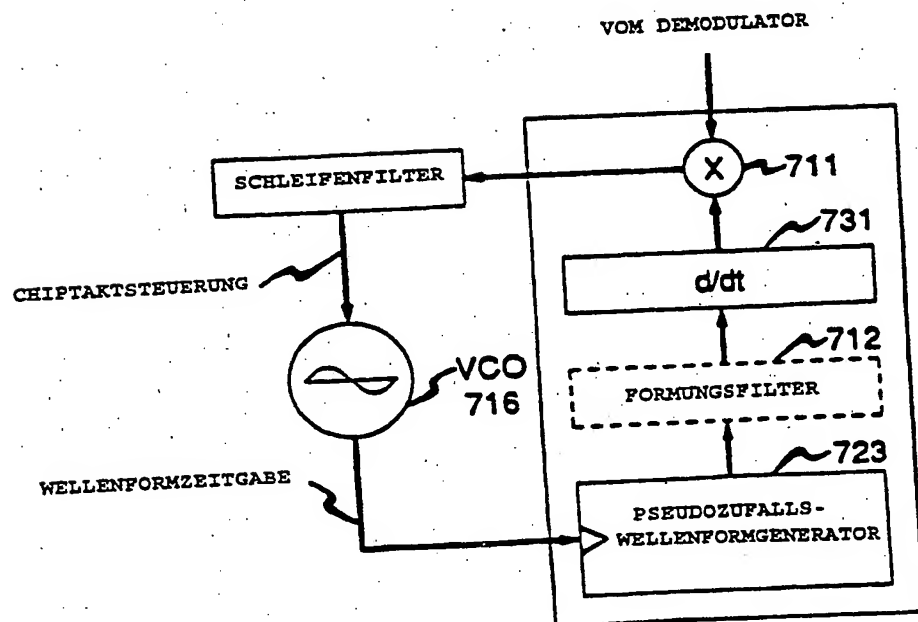 VOM DEMODULATOR
X
711
SCHLEIFENFILTER
731
d/dt
CHIPTAKTSTEUERUNG
712
VCO
716
FORMUNGSFILTER
723
WELLENFORMZEITGABE
PSEUDOZUFALLS-
WELLENFORMGENERATOR